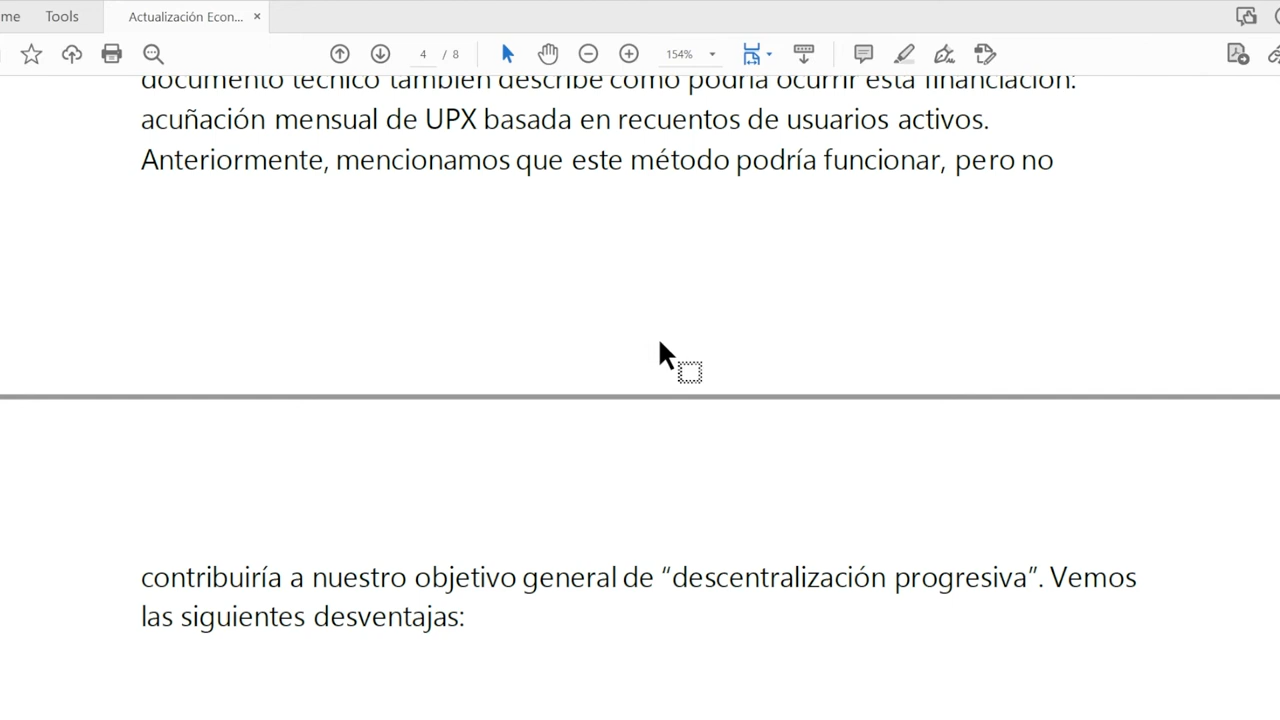 Tools
Actualización Econ... ×
4 / 8
154%
documento técnico también describe cómo podría ocurrir esta financiación:
acuñación mensual de UPX basada en recuentos de usuarios activos.
Anteriormente, mencionamos que este método podría funcionar, pero no
contribuiría a nuestro objetivo general de “descentralización progresiva”. Vemos
las siguientes desventajas: